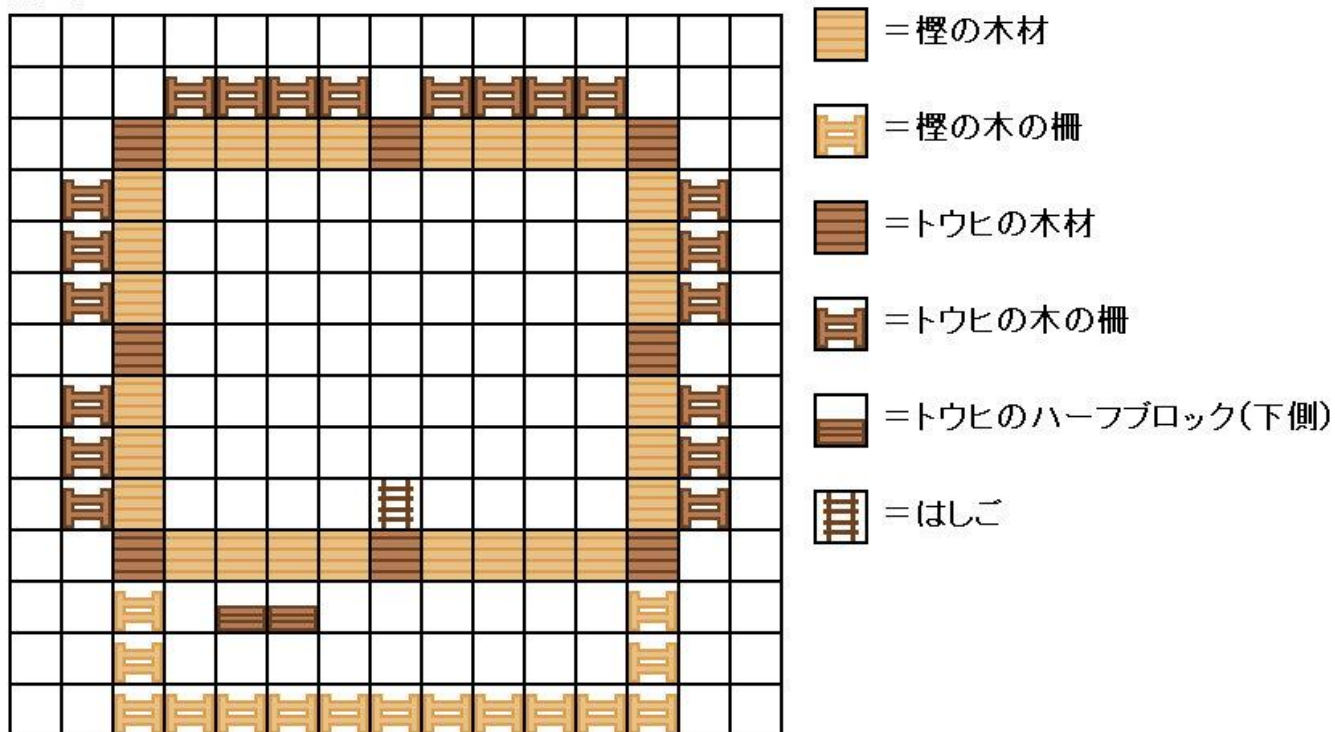 =樫の木材
=樫の木の柵
=トウヒの木材
=トウヒの木の柵
=トウヒのハーフブロック(下側)
=はしご